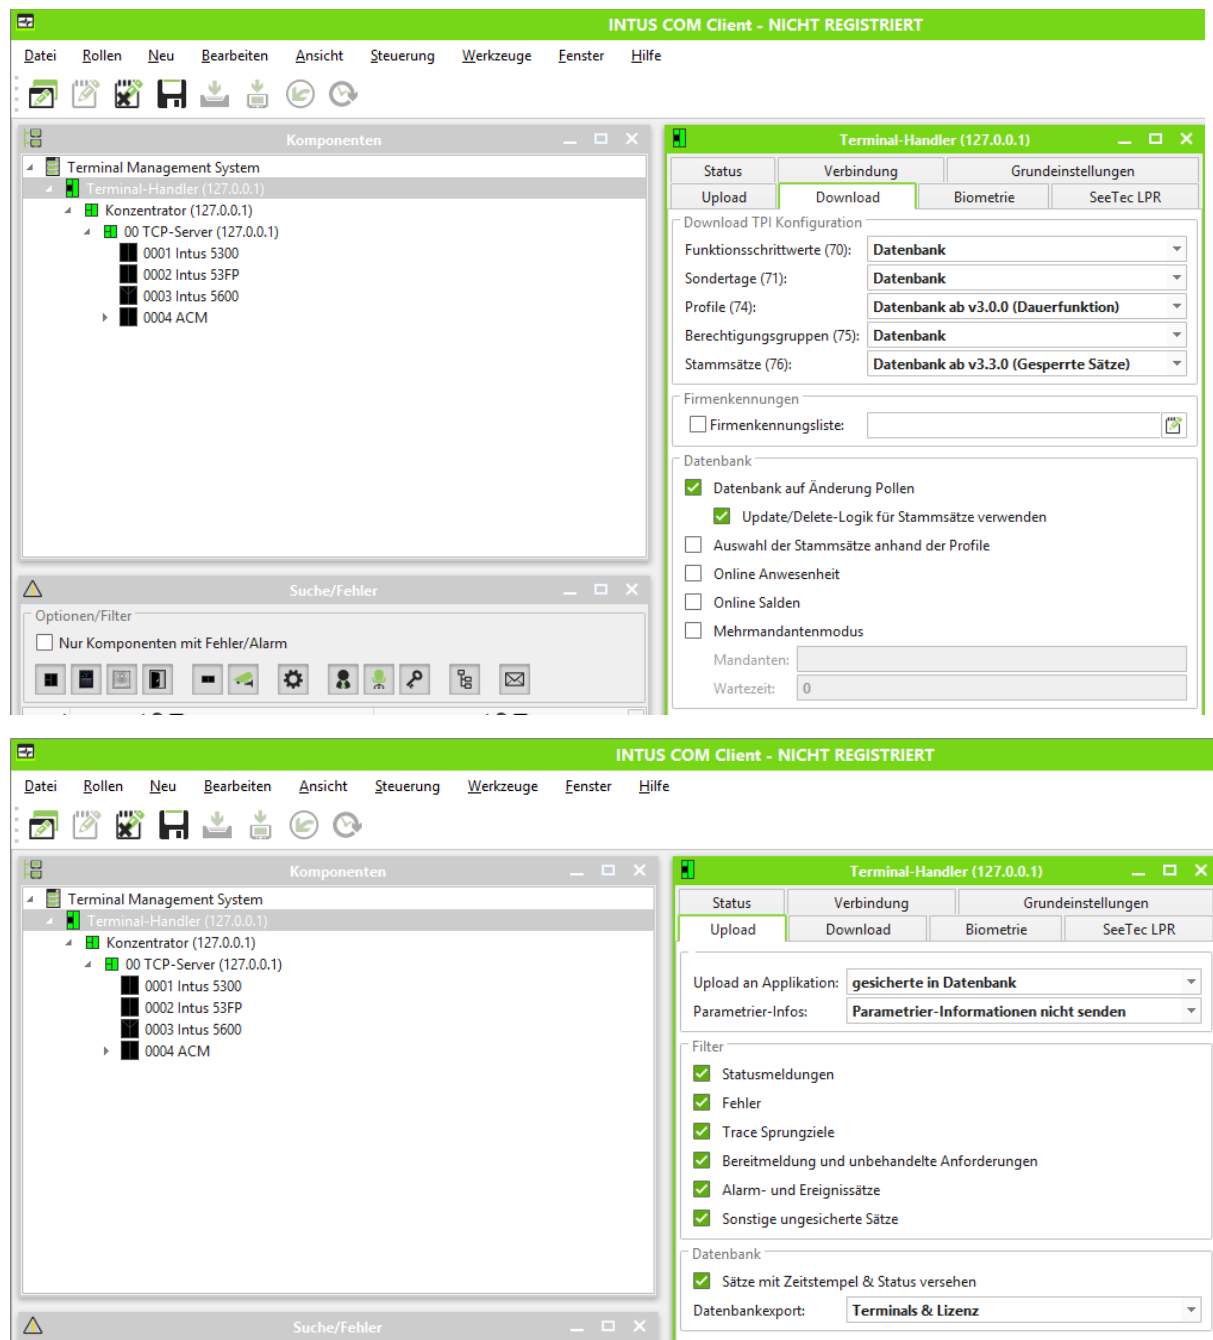 INTUS COM Client - NICHT REGISTRIERT
Datei Rollen Neu Bearbeiten Ansicht Steuerung Werkzeuge Fenster Hilfe
Komponenten
Terminal Management System
Terminal-Handler (127.0.0.1)
Konzentrator (127.0.0.1)
00 TCP-Server (127.0.0.1)
0001 Intus 5300
0002 Intus 53FP
0003 Intus 5600
0004 ACM
Suche/Fehler
Optionen/Filter
Nur Komponenten mit Fehler/Alarm
Terminal-Handler (127.0.0.1)
Status Verbindung Grundeinstellungen
Upload Download Biometrie SeeTec LPR
Download TPI Konfiguration
Funktionsschrittwerte (70): Datenbank
Sondertage (71): Datenbank
Profile (74): Datenbank ab v3.0.0 (Dauerfunktion)
Berechtigungsgruppen (75): Datenbank
Stammsätze (76): Datenbank ab v3.3.0 (Gesperrte Sätze)
Firmenkennungen
Firmenkennungsliste:
Datenbank
Datenbank auf Änderung Pollen
Update/Delete-Logik für Stammsätze verwenden
Auswahl der Stammsätze anhand der Profile
Online Anwesenheit
Online Salden
Mehrmandantenmodus
Mandanten:
Wartezeit: 0
INTUS COM Client - NICHT REGISTRIERT
Datei Rollen Neu Bearbeiten Ansicht Steuerung Werkzeuge Fenster Hilfe
Komponenten
Terminal Management System
Terminal-Handler (127.0.0.1)
Konzentrator (127.0.0.1)
00 TCP-Server (127.0.0.1)
0001 Intus 5300
0002 Intus 53FP
0003 Intus 5600
0004 ACM
Suche/Fehler
Terminal-Handler (127.0.0.1)
Status Verbindung Grundeinstellungen
Upload Download Biometrie SeeTec LPR
Upload an Applikation: gesicherte in Datenbank
Parametrier-Infos: Parametrier-Informationen nicht senden
Filter
Statusmeldungen
Fehler
Trace Sprungziele
Bereitmeldung und unbehandelte Anforderungen
Alarm- und Ereignissätze
Sonstige ungesicherte Sätze
Datenbank
Sätze mit Zeitstempel & Status versehen
Datenbankexport: Terminals & Lizenz